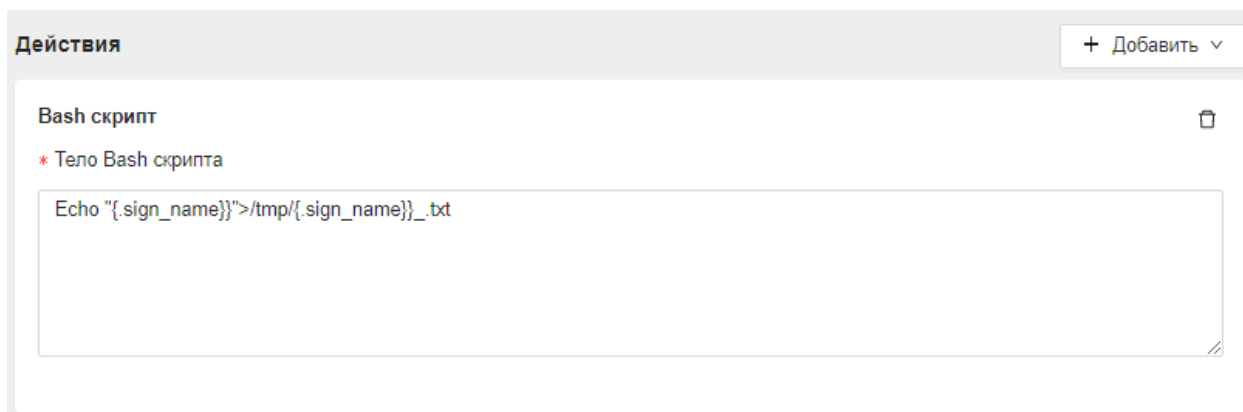 Действия
+ Добавить
Bash скрипт
* Тело Bash скрипта
Echo "{.sign_name}}">/tmp/{.sign_name}}_.txt